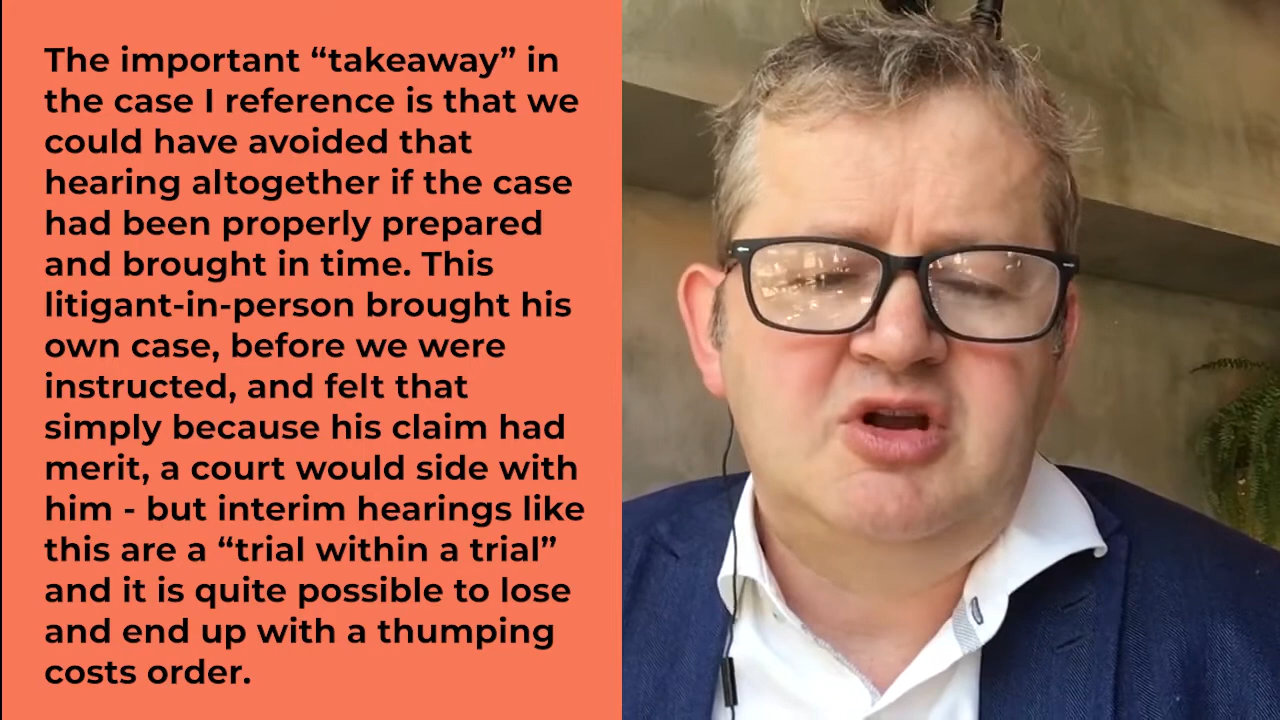 The important “takeaway” in
the case I reference is that we
could have avoided that
hearing altogether if the case
had been properly prepared
and brought in time. This
litigant-in-person brought his
own case, before we were
instructed, and felt that
simply because his claim had
merit, a court would side with
him - but interim hearings like
this are a “trial within a trial”
and it is quite possible to lose
and end up with a thumping
costs order.